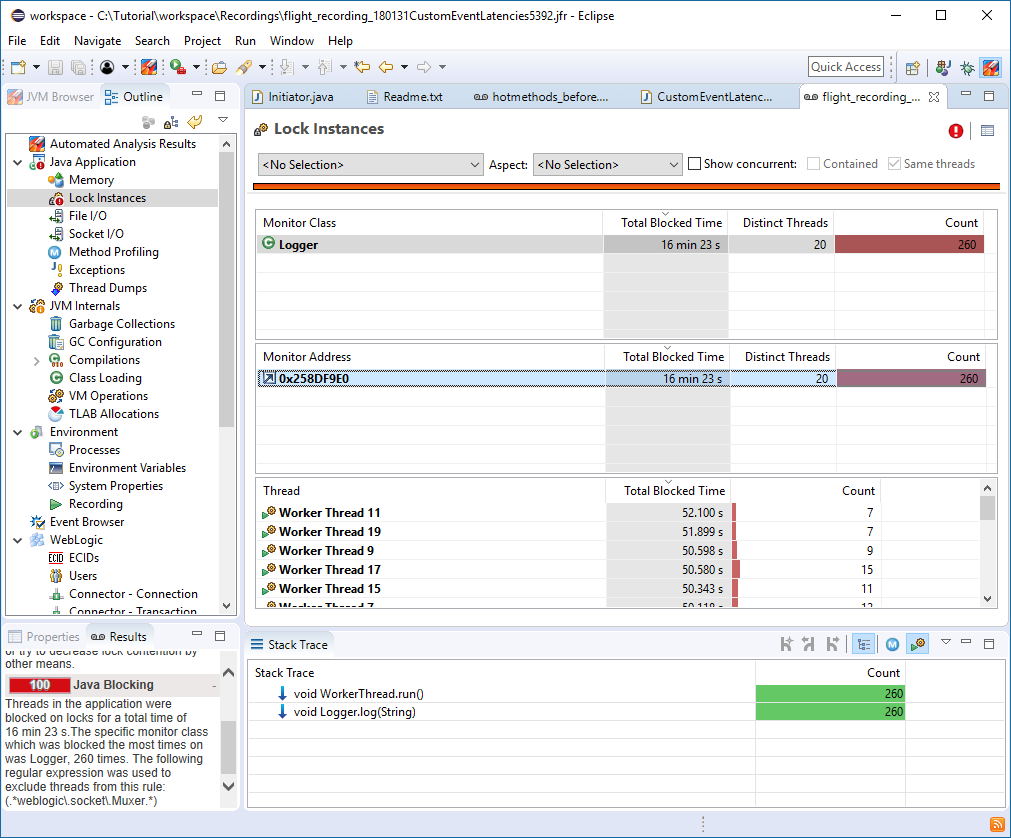 workspace - C:\Tutorial\workspace\Recordings\flight_recording_180131CustomEventLatencies5392.jfr - Eclipse
File Edit Navigate Search Project Run Window Help
Quick Access
JVM Browser Outline
Automated Analysis Results
Java Application
Memory
Lock Instances
File I/O
Socket I/O
Method Profiling
Exceptions
Thread Dumps
JVM Internals
Garbage Collections
GC Configuration
Compilations
Class Loading
VM Operations
TLAB Allocations
Environment
Processes
Environment Variables
System Properties
Recording
Event Browser
WebLogic
ECIDs
Users
Connector - Connection
Connector - Transaction
Properties Results
or try to decrease lock contention by
other means.
100 Java Blocking -
Threads in the application were
blocked on locks for a total time of
16 min 23 s.The specific monitor class
which was blocked the most times on
was Logger, 260 times. The following
regular expression was used to
exclude threads from this rule:
(.*weblogic\.socket\.Muxer.*)
Initiator.java Readme.txt hotmethods_before.... CustomEventLatenc... flight_recording_...
Lock Instances
<No Selection> Aspect: <No Selection> Show concurrent: Contained Same threads
Monitor Class Total Blocked Time Distinct Threads Count
Logger 16 min 23 s 20 260
Monitor Address Total Blocked Time Distinct Threads Count
0x258DF9E0 16 min 23 s 20 260
Thread Total Blocked Time Count
Worker Thread 11 52.100 s 7
Worker Thread 19 51.899 s 7
Worker Thread 9 50.598 s 9
Worker Thread 17 50.580 s 15
Worker Thread 15 50.343 s 11
Worker Thread 7 50.118 s 12
Stack Trace
Stack Trace Count
void WorkerThread.run() 260
void Logger.log(String) 260